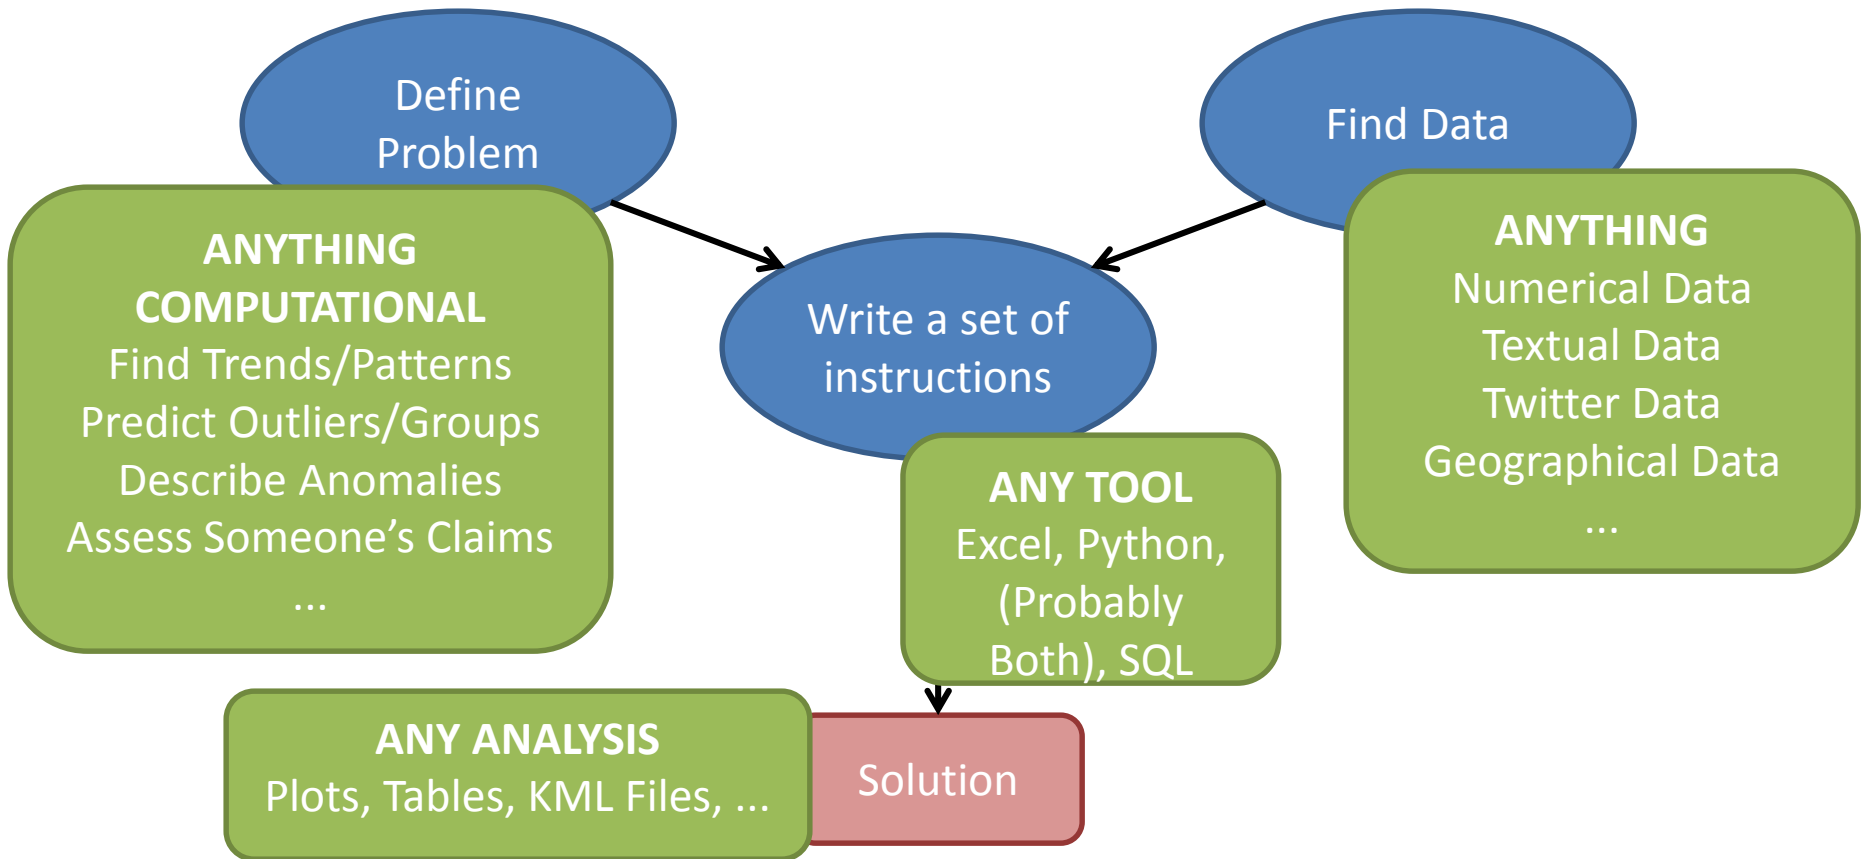 Define
Problem
ANYTHING
COMPUTATIONAL
Find Trends/Patterns
Predict Outliers/Groups
Describe Anomalies
Assess Someone’s Claims
...
Find Data
ANYTHING
Numerical Data
Textual Data
Twitter Data
Geographical Data
...
Write a set of
instructions
ANY TOOL
Excel, Python,
(Probably
Both), SQL
ANY ANALYSIS
Plots, Tables, KML Files, ...
Solution